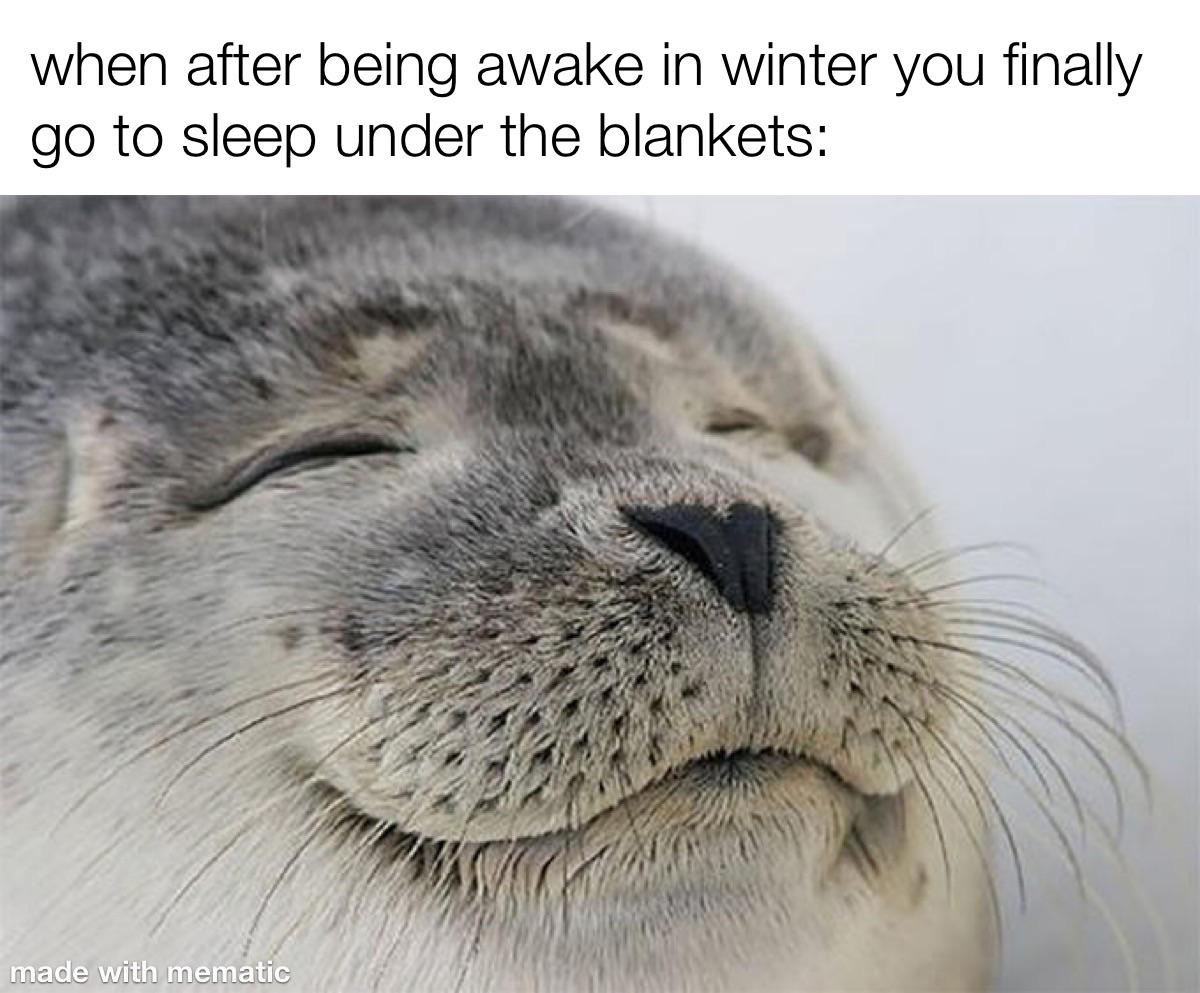 when after being awake in winter you finally
go to sleep under the blankets:
made with mematic